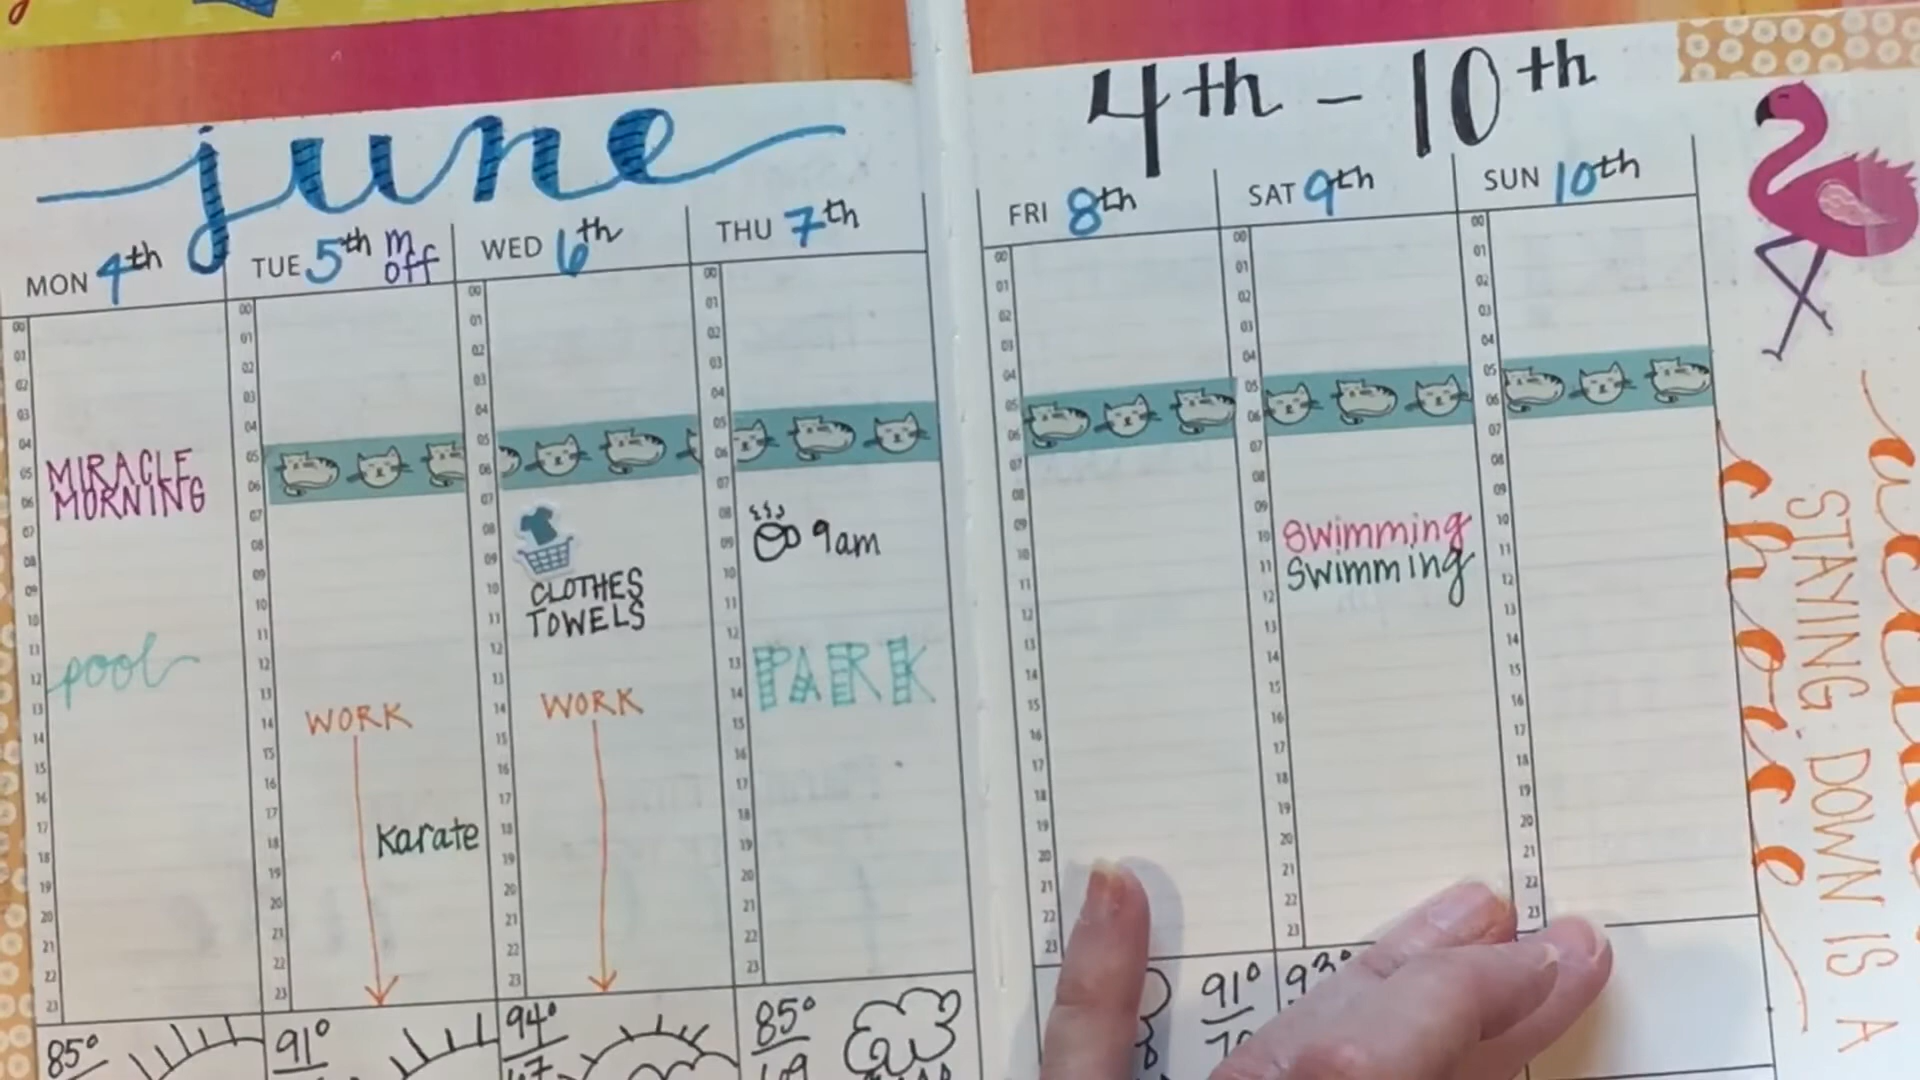 june
4th - 10th
MON 4th
TUE 5th m off
WED 6th
THU 7th
FRI 8th
SAT 9th
SUN 10th
MIRACLE
MORNING
pool
WORK
Karate
CLOTHES
TOWELS
WORK
9am
PARK
Swimming
Swimming
85°
91°
94°
85°
91°
choice
STAYING DOWN IS A